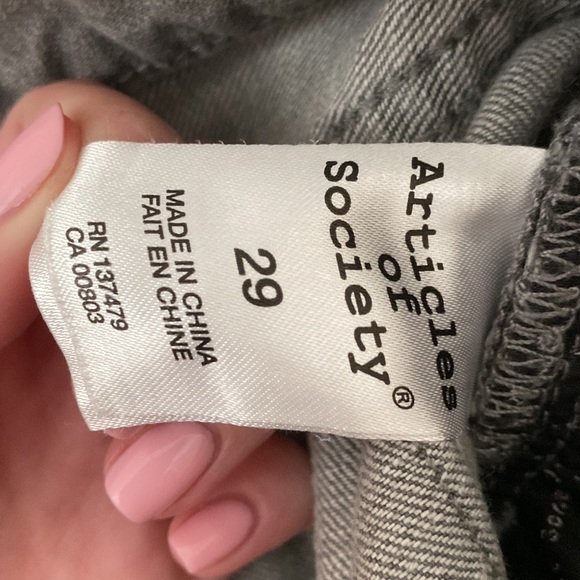 Articles
of
Society®
29
MADE IN CHINA
FAIT EN CHINE
RN 137479
CA 00803